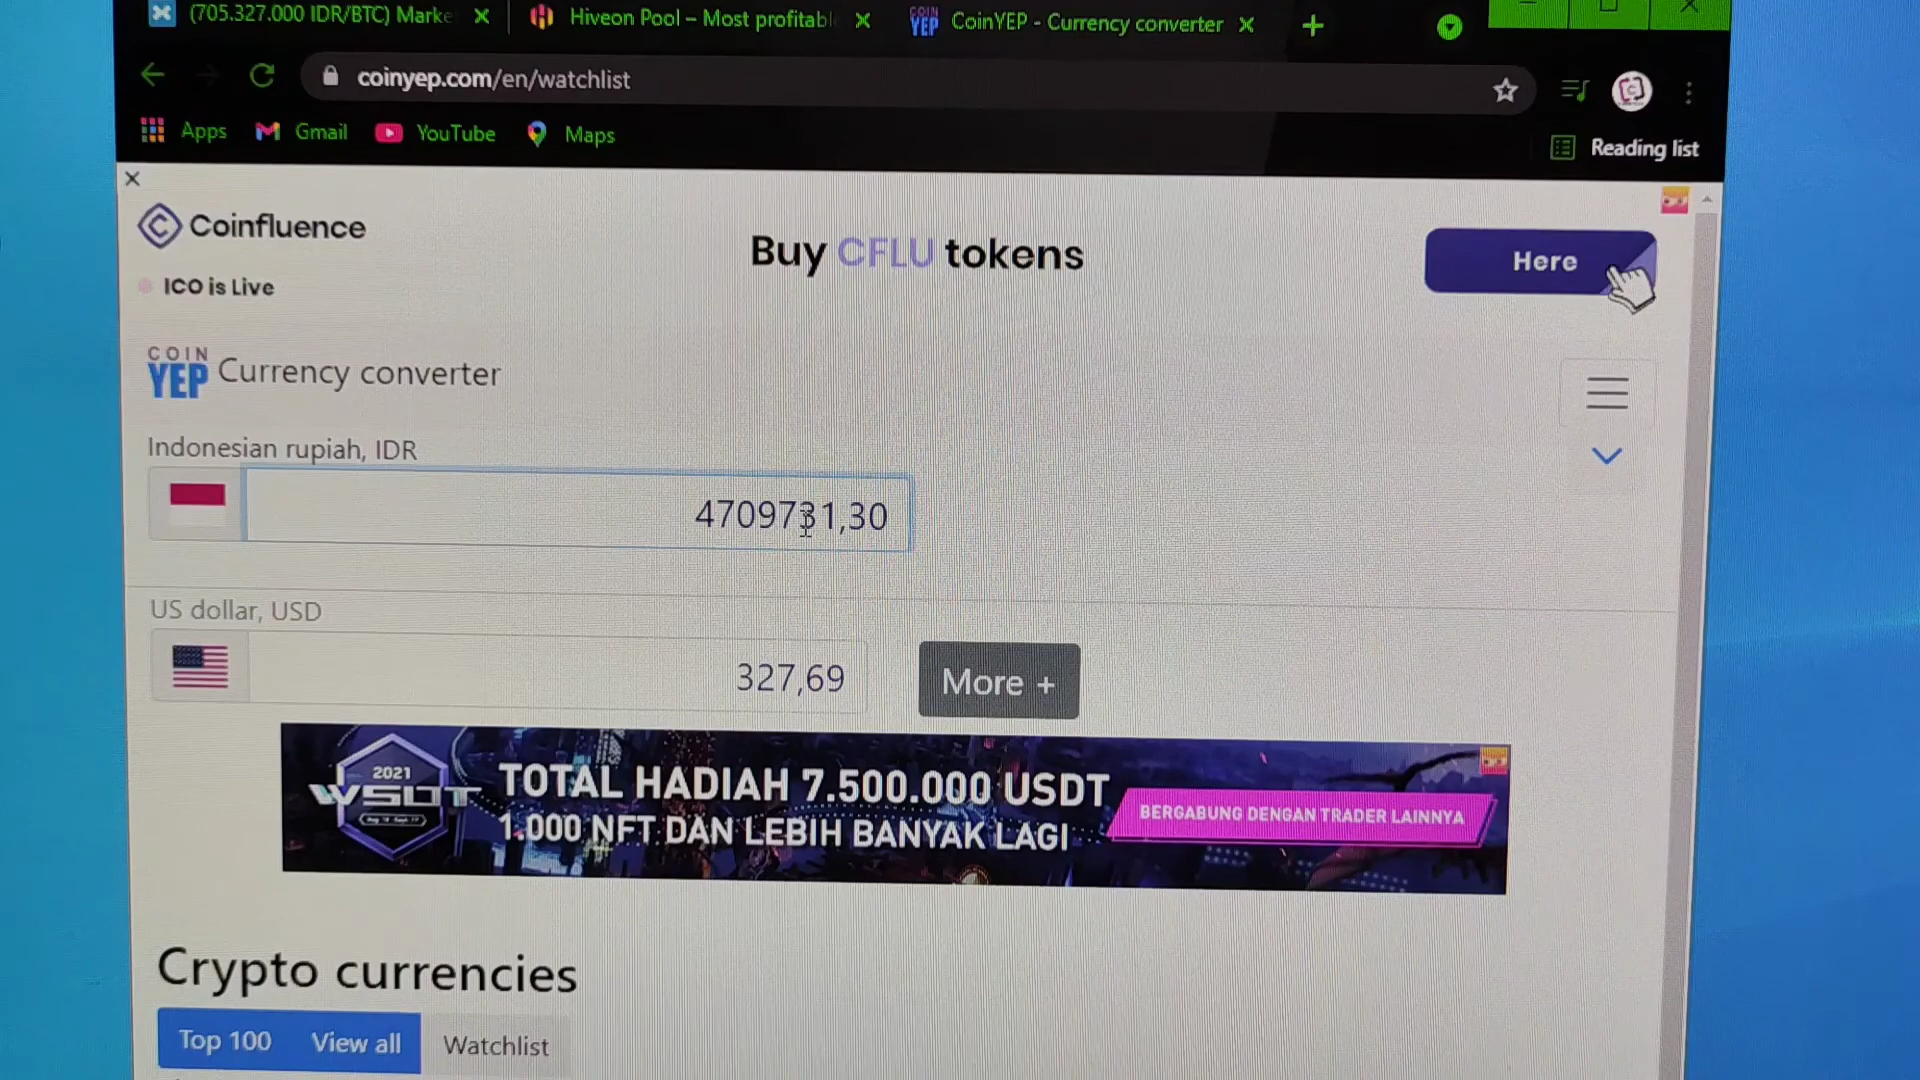 (705.327.000 IDR/BTC) Marke
Hiveon Pool – Most profitabl
COIN YEP
CoinYEP - Currency converter
coinyep.com/en/watchlist
Apps
Gmail
YouTube
Maps
Reading list
Coinfluence
Buy CFLU tokens
Here
ICO is Live
COIN
YEP Currency converter
Indonesian rupiah, IDR
4709731,30
US dollar, USD
327,69
More +
2021
WSOT
TOTAL HADIAH 7.500.000 USDT
1.000 NFT DAN LEBIH BANYAK LAGI
BERGABUNG DENGAN TRADER LAINNYA
Crypto currencies
Top 100
View all
Watchlist